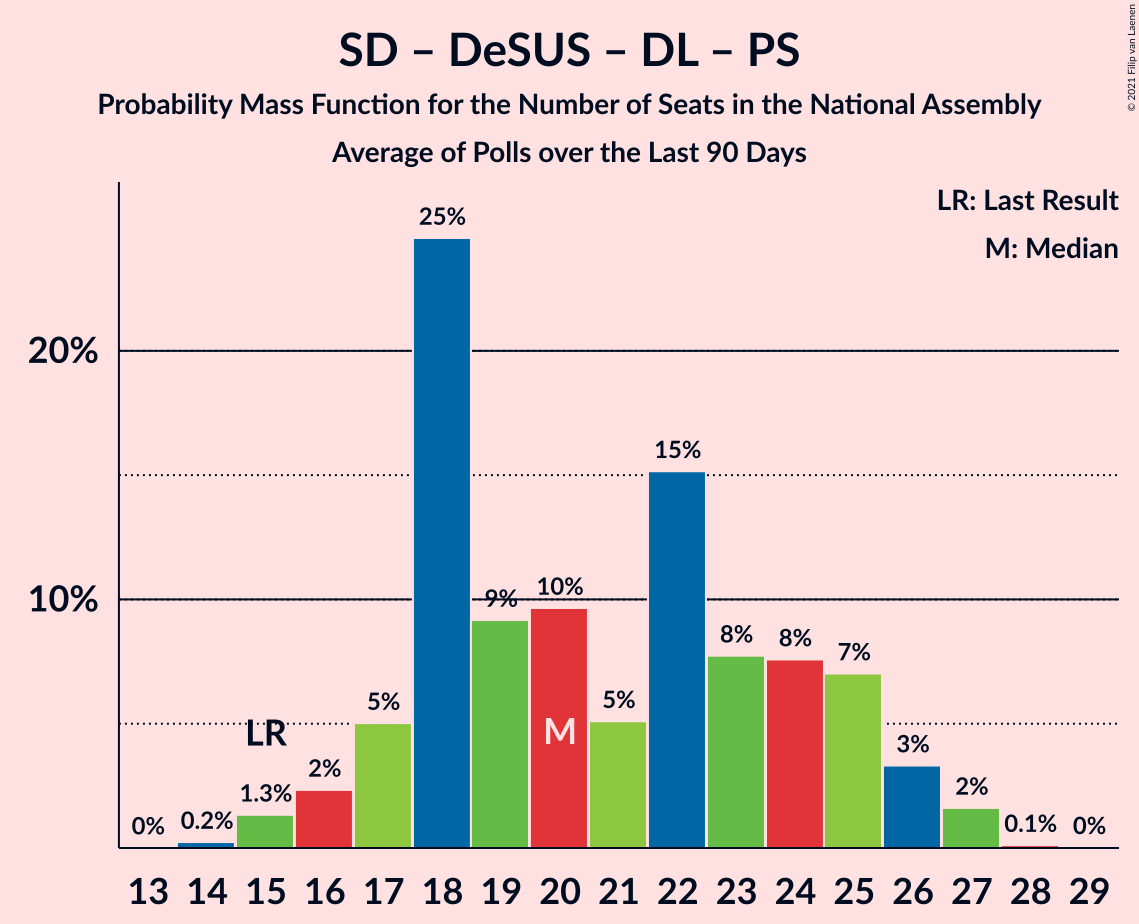 SD – DeSUS – DL – PS
Probability Mass Function for the Number of Seats in the National Assembly
Average of Polls over the Last 90 Days
© 2021 Filip van Laenen
LR: Last Result
M: Median
25%
20%
15%
10%
9%
10%
8%
8%
7%
5%
5%
LR
M
3%
2%
1.3%
2%
0%
0.2%
0.1%
0%
13 14 15 16 17 18 19 20 21 22 23 24 25 26 27 28 29